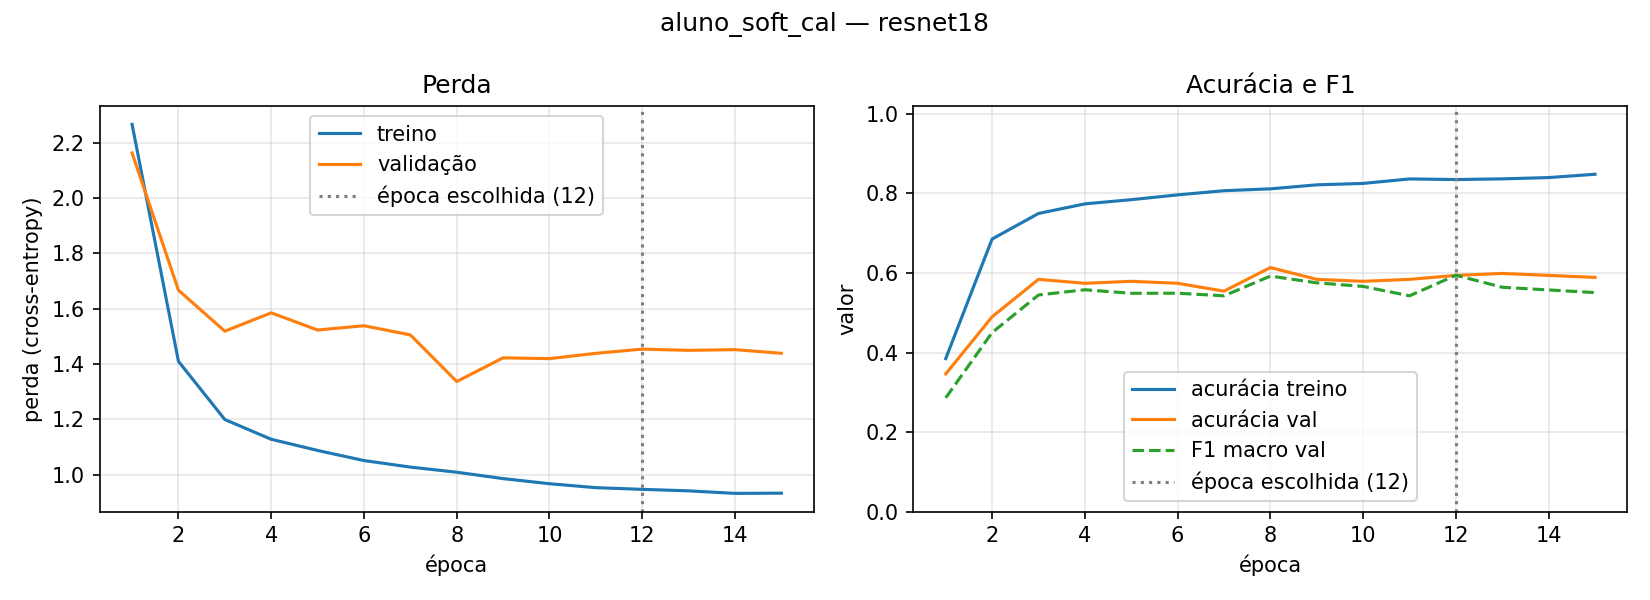 aluno_soft_cal — resnet18
Perda
2.2
2.0
1.8
1.6
1.4
1.2
1.0
perda (cross-entropy)
treino
validação
época escolhida (12)
2 4 6 8 10 12 14
época
Acurácia e F1
1.0
0.8
0.6
0.4
0.2
0.0
valor
acurácia treino
acurácia val
F1 macro val
época escolhida (12)
2 4 6 8 10 12 14
época